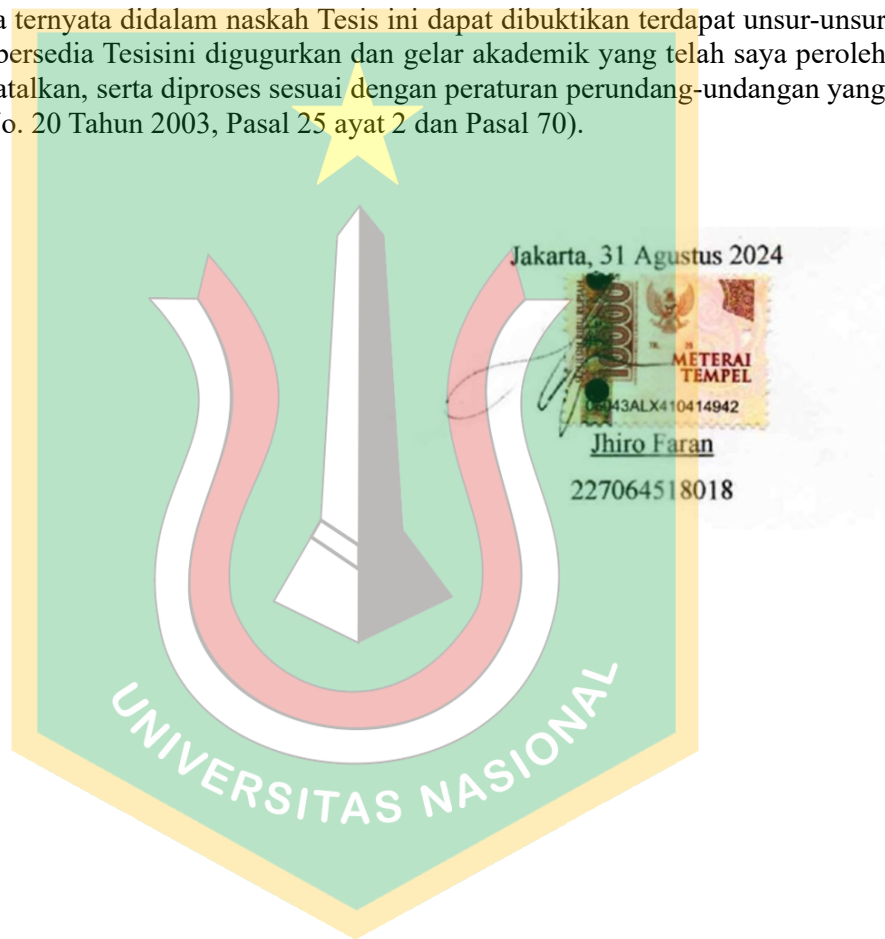 a ternyata didalam naskah Tesis ini dapat dibuktikan terdapat unsur-unsur
bersedia Tesisini digugurkan dan gelar akademik yang telah saya peroleh
atalkan, serta diproses sesuai dengan peraturan perundang-undangan yang
o. 20 Tahun 2003, Pasal 25 ayat 2 dan Pasal 70).
Jakarta, 31 Agustus 2024
METERAI
TEMPEL
43ALX410414942
Jhiro Faran
227064518018
UNIVERSITAS NASIONAL